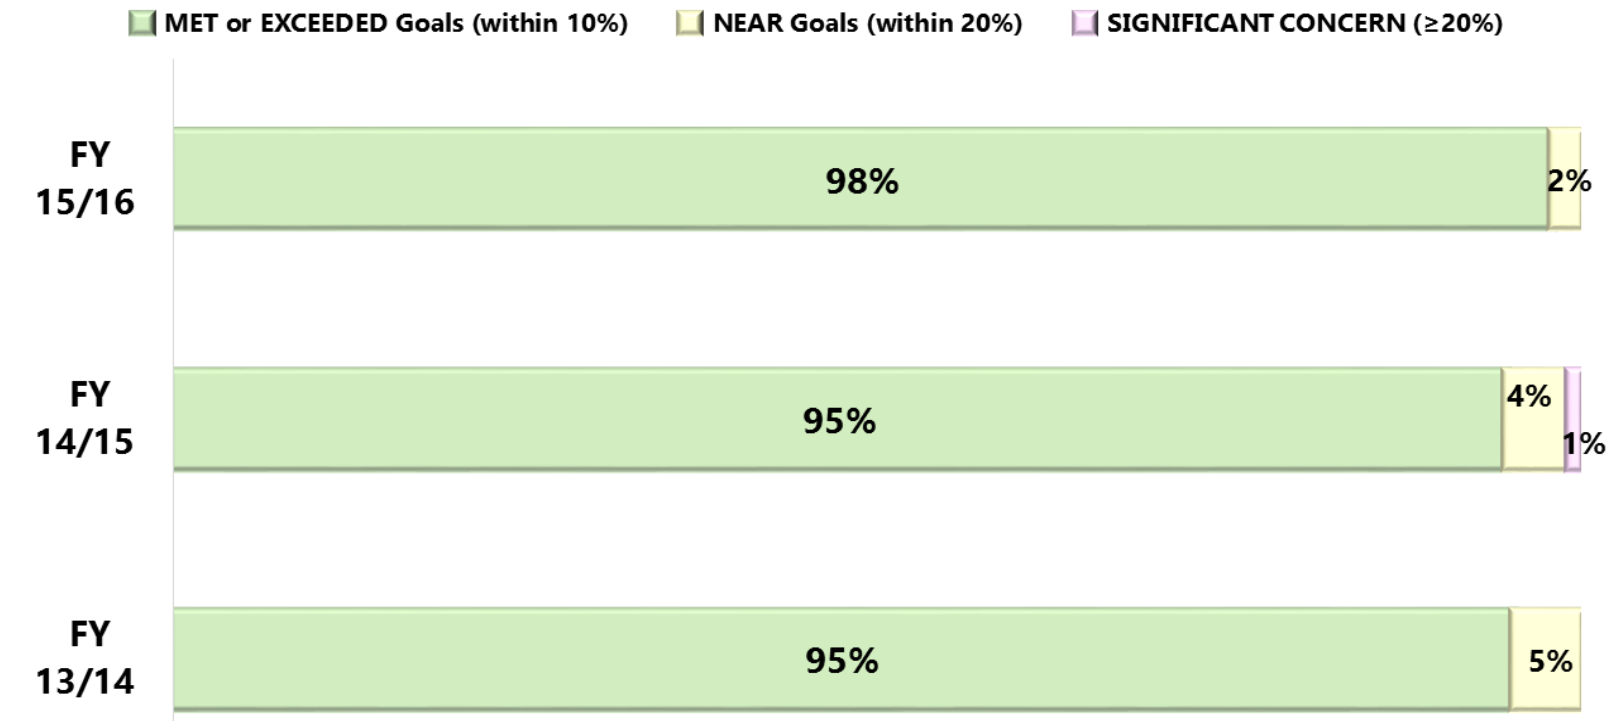 MET or EXCEEDED Goals (within 10%) NEAR Goals (within 20%) SIGNIFICANT CONCERN (≥20%)
FY
15/16
98%
2%
FY
14/15
95%
4%
1%
FY
13/14
95%
5%